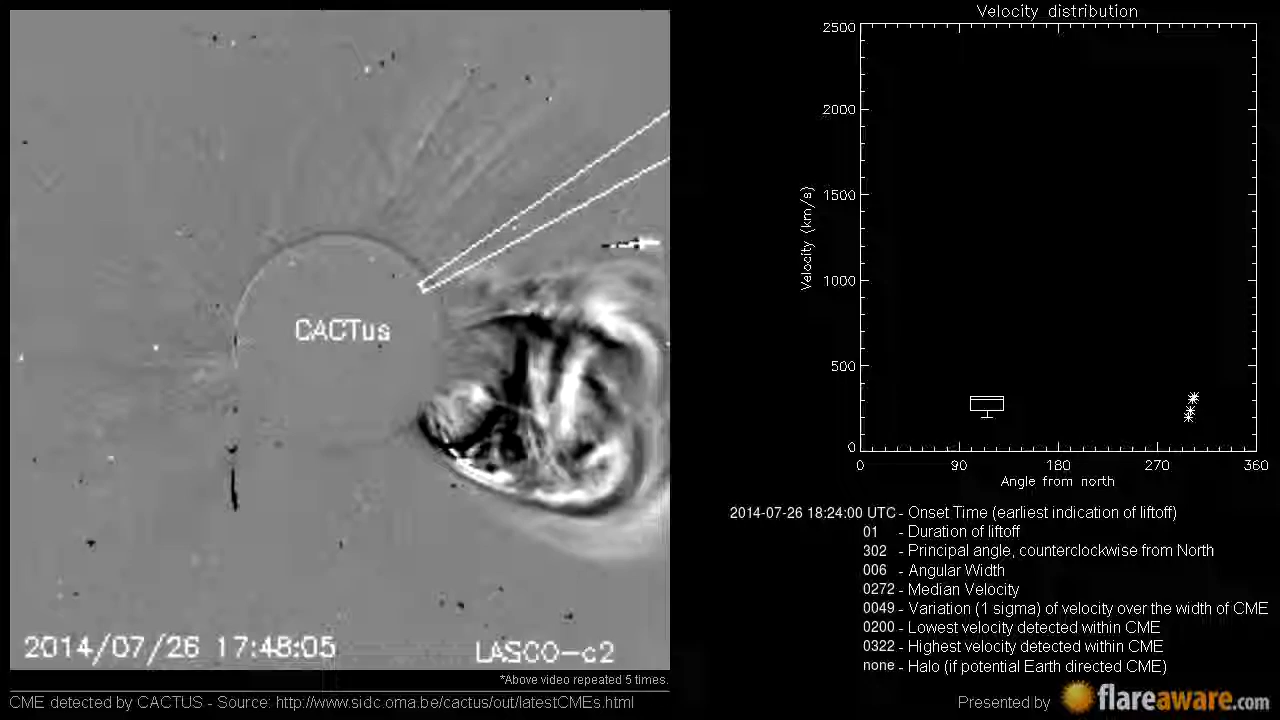 CACTus
2014/07/26 17:48:05
LASCO-c2
*Above video repeated 5 times.
CME detected by CACTUS - Source: http://www.sidc.oma.be/cactus/out/latestCMEs.html
Velocity distribution
2500
2000
1500
1000
500
0
Velocity (km/s)
0 90 180 270 360
Angle from north
2014-07-26 18:24:00 UTC - Onset Time (earliest indication of liftoff)
01 - Duration of liftoff
302 - Principal angle, counterclockwise from North
006 - Angular Width
0272 - Median Velocity
0049 - Variation (1 sigma) of velocity over the width of CME
0200 - Lowest velocity detected within CME
0322 - Highest velocity detected within CME
none - Halo (if potential Earth directed CME)
Presented by flareaware.com